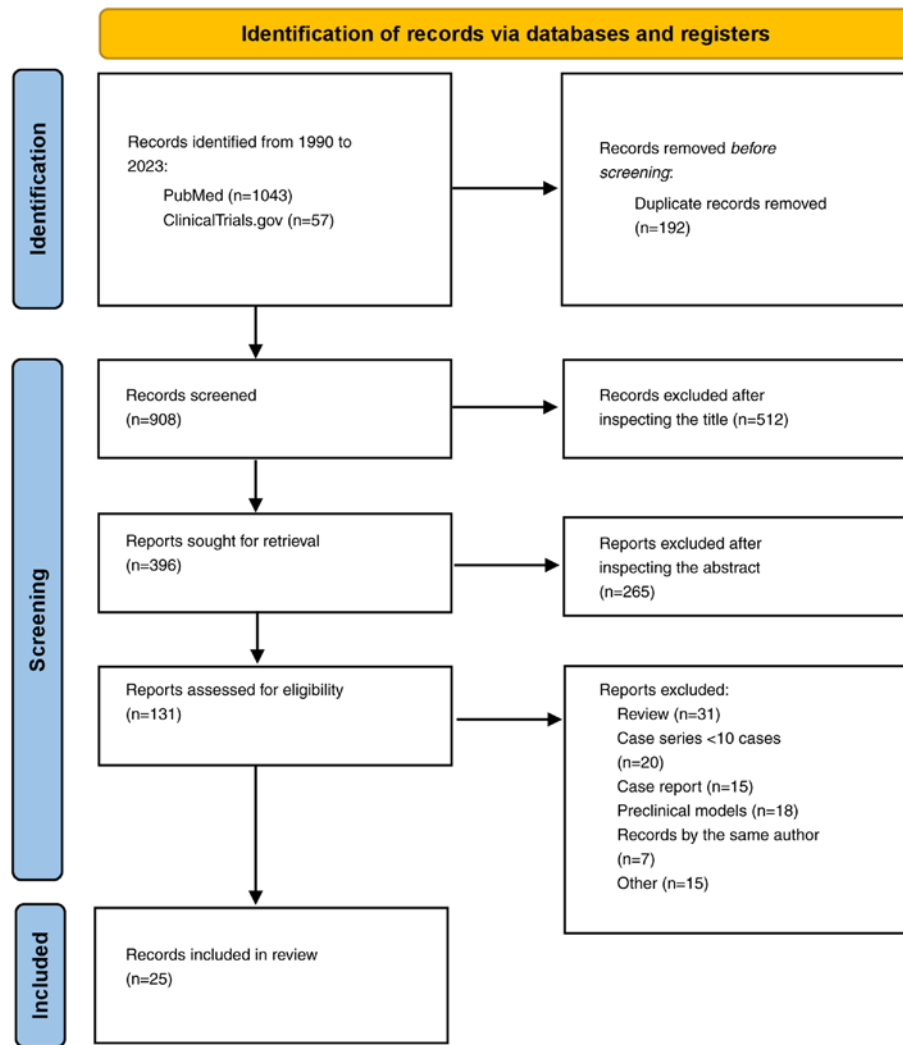 Identification of records via databases and registers
Identification
Records identified from 1990 to
2023:
PubMed (n=1043)
ClinicalTrials.gov (n=57)
Records removed before
screening:
Duplicate records removed
(n=192)
Screening
Records screened
(n=908)
Records excluded after
inspecting the title (n=512)
Reports sought for retrieval
(n=396)
Reports excluded after
inspecting the abstract
(n=265)
Reports assessed for eligibility
(n=131)
Reports excluded:
Review (n=31)
Case series <10 cases
(n=20)
Case report (n=15)
Preclinical models (n=18)
Records by the same author
(n=7)
Other (n=15)
Included
Records included in review
(n=25)